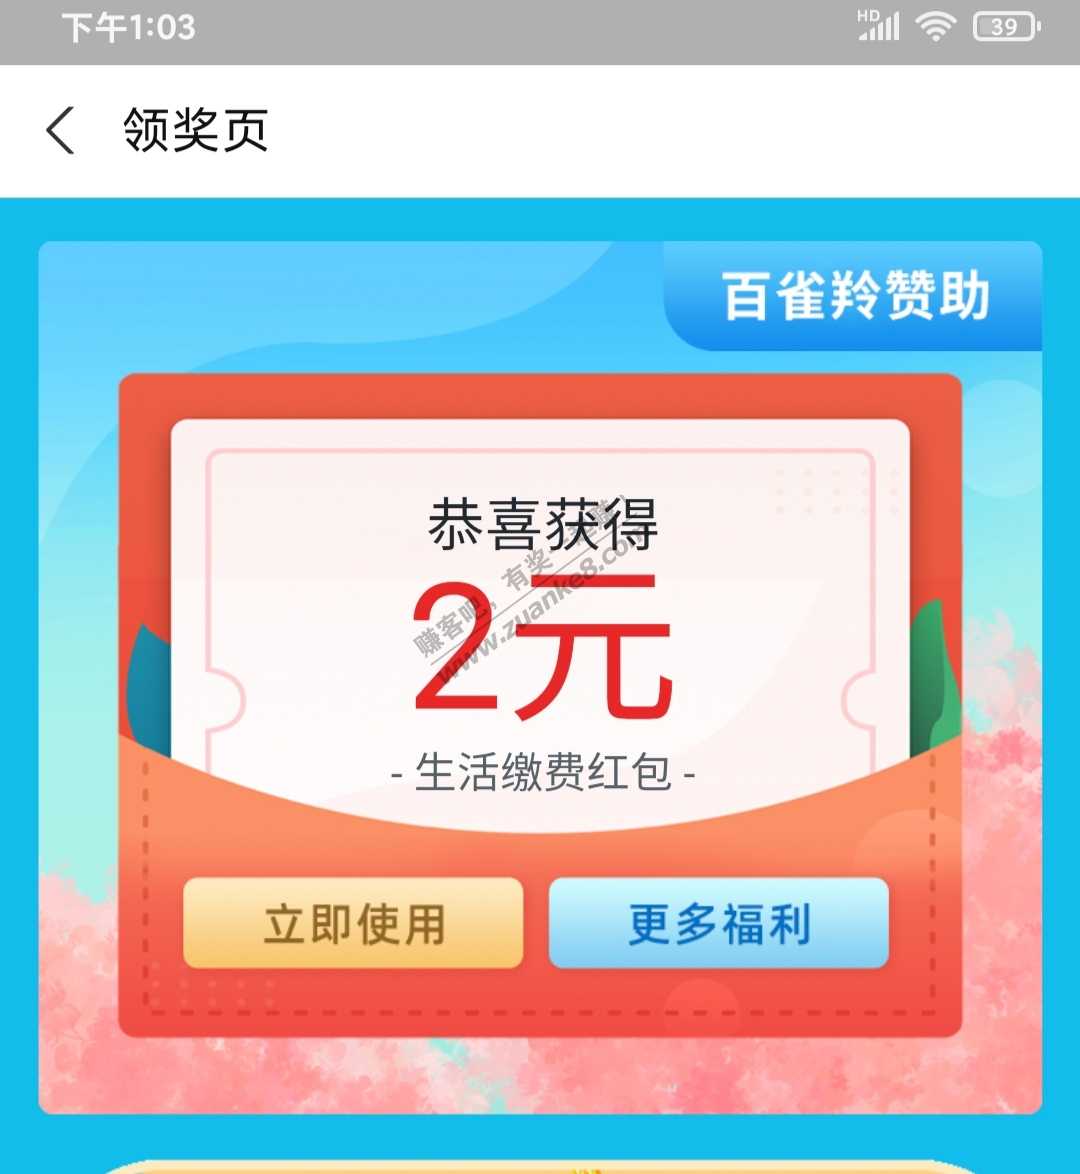 下午1:03
HD
39
领奖页
百雀羚赞助
恭喜获得
2元
赚客吧，有奖一起赚！
www.zuanke8.com
- 生活缴费红包 -
立即使用
更多福利